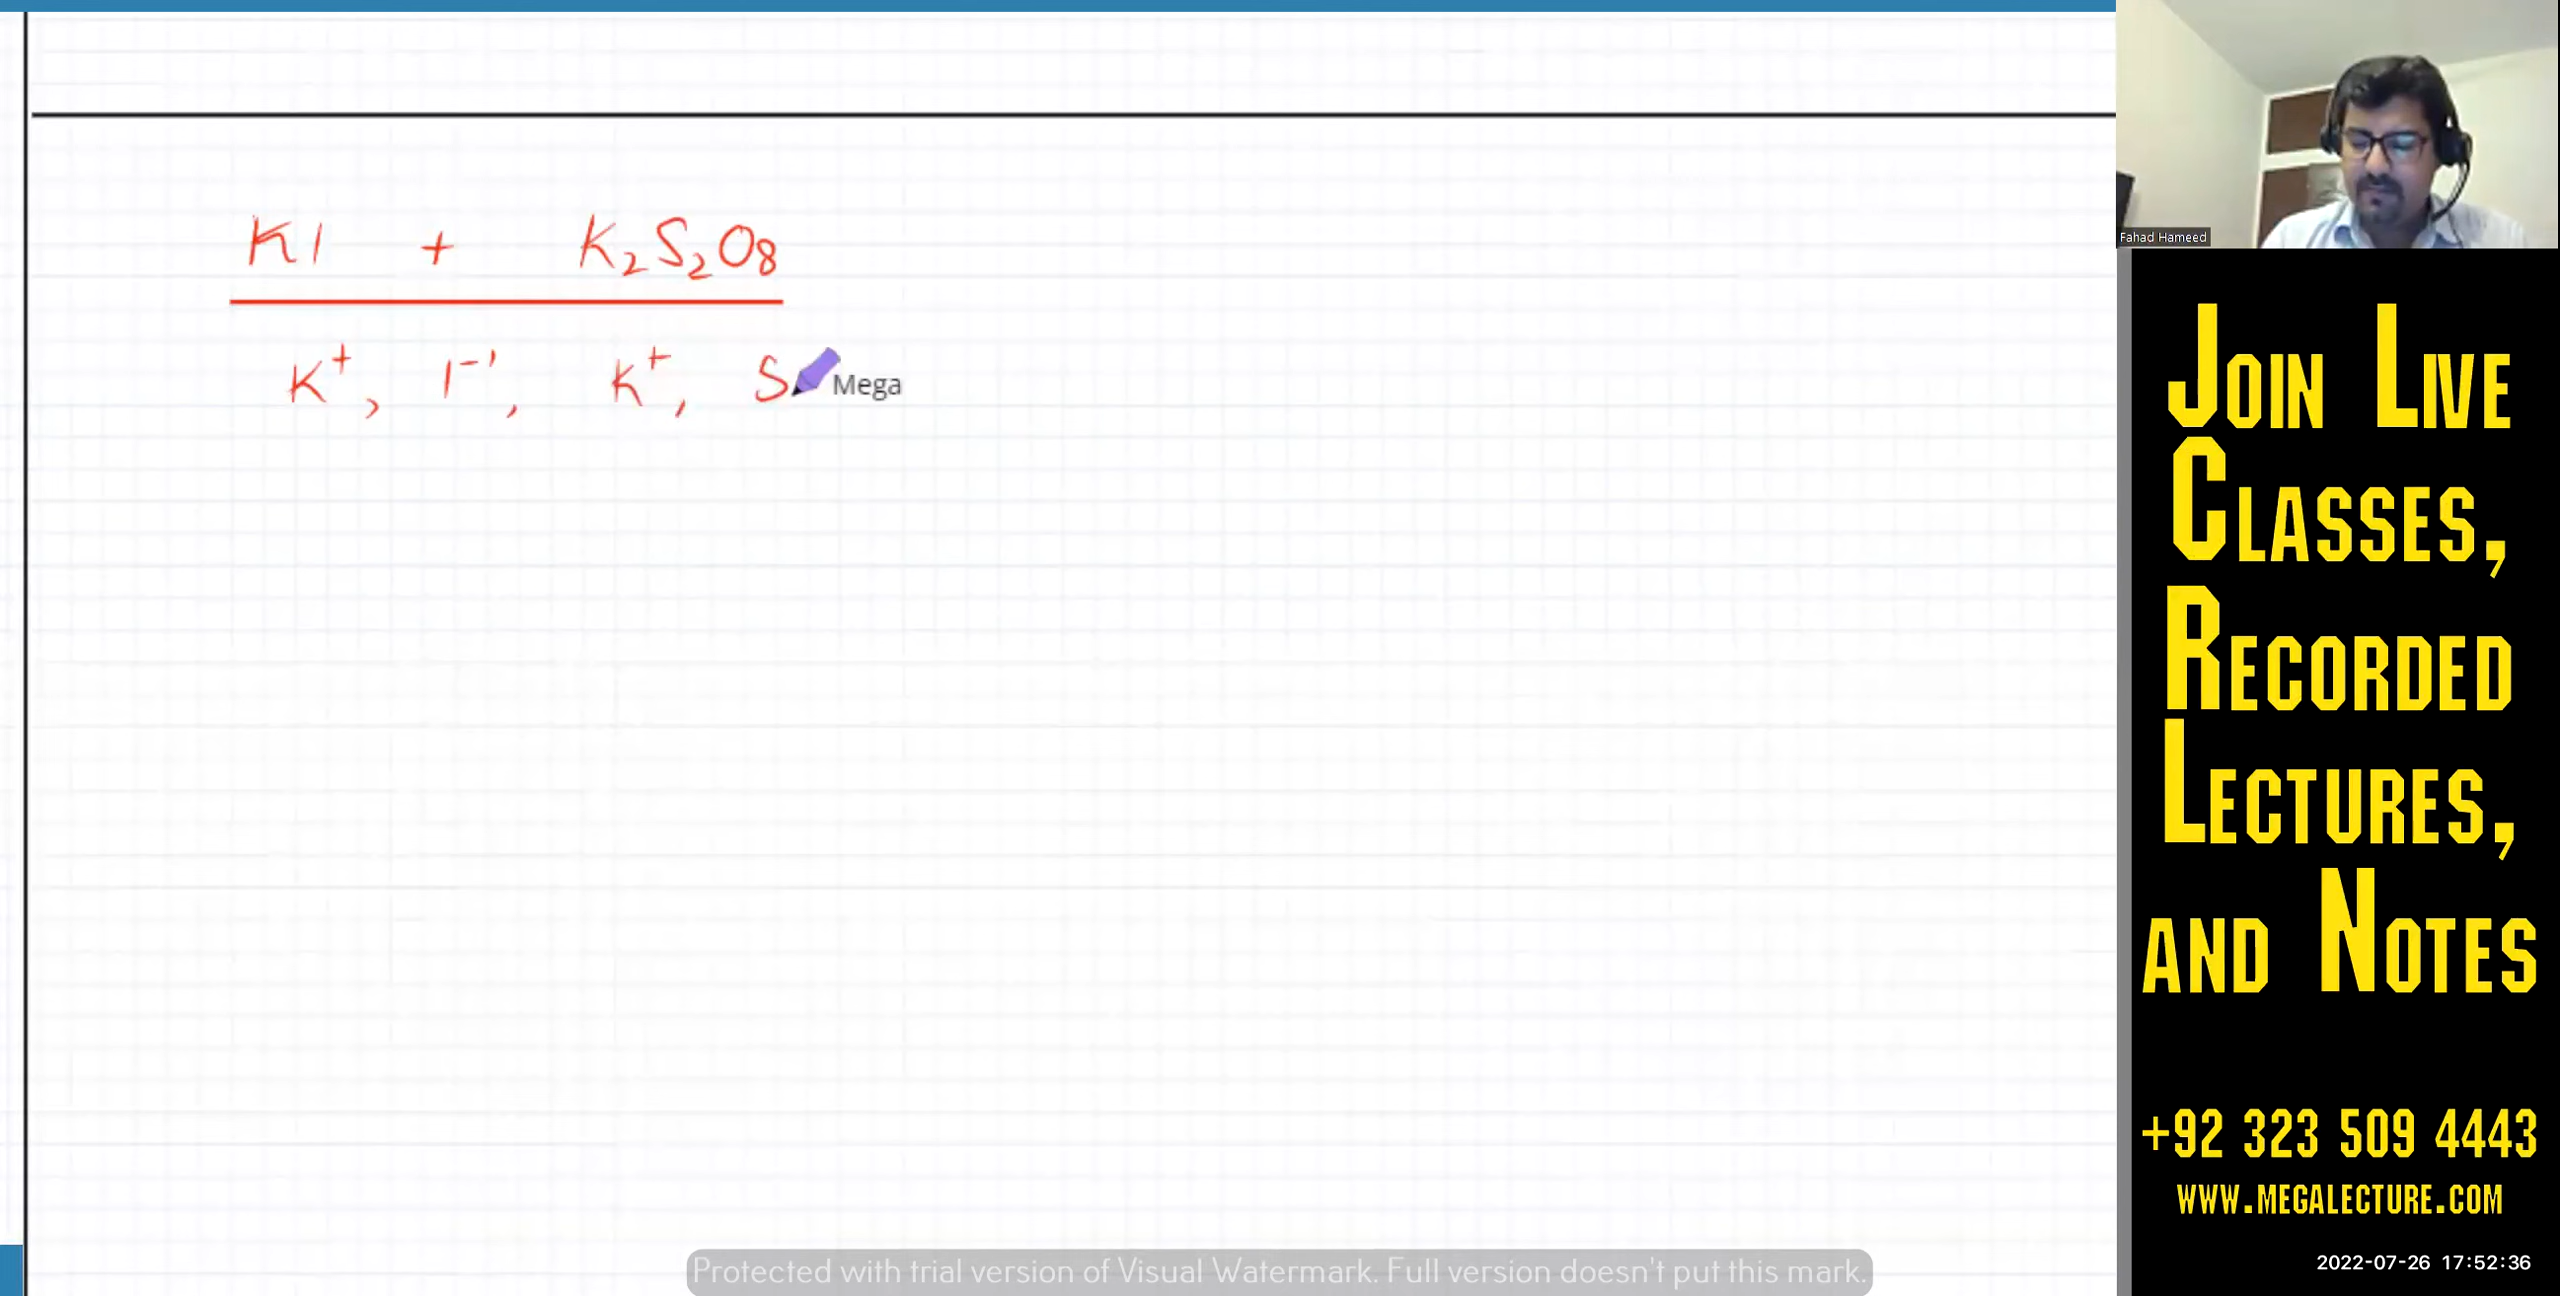 KI + K₂S₂O₈
K⁺, I⁻¹, K⁺, S
Mega
Fahad Hameed
JOIN LIVE
CLASSES,
RECORDED
LECTURES,
AND NOTES
+92 323 509 4443
WWW.MEGALECTURE.COM
2022-07-26 17:52:36
Protected with trial version of Visual Watermark. Full version doesn't put this mark.